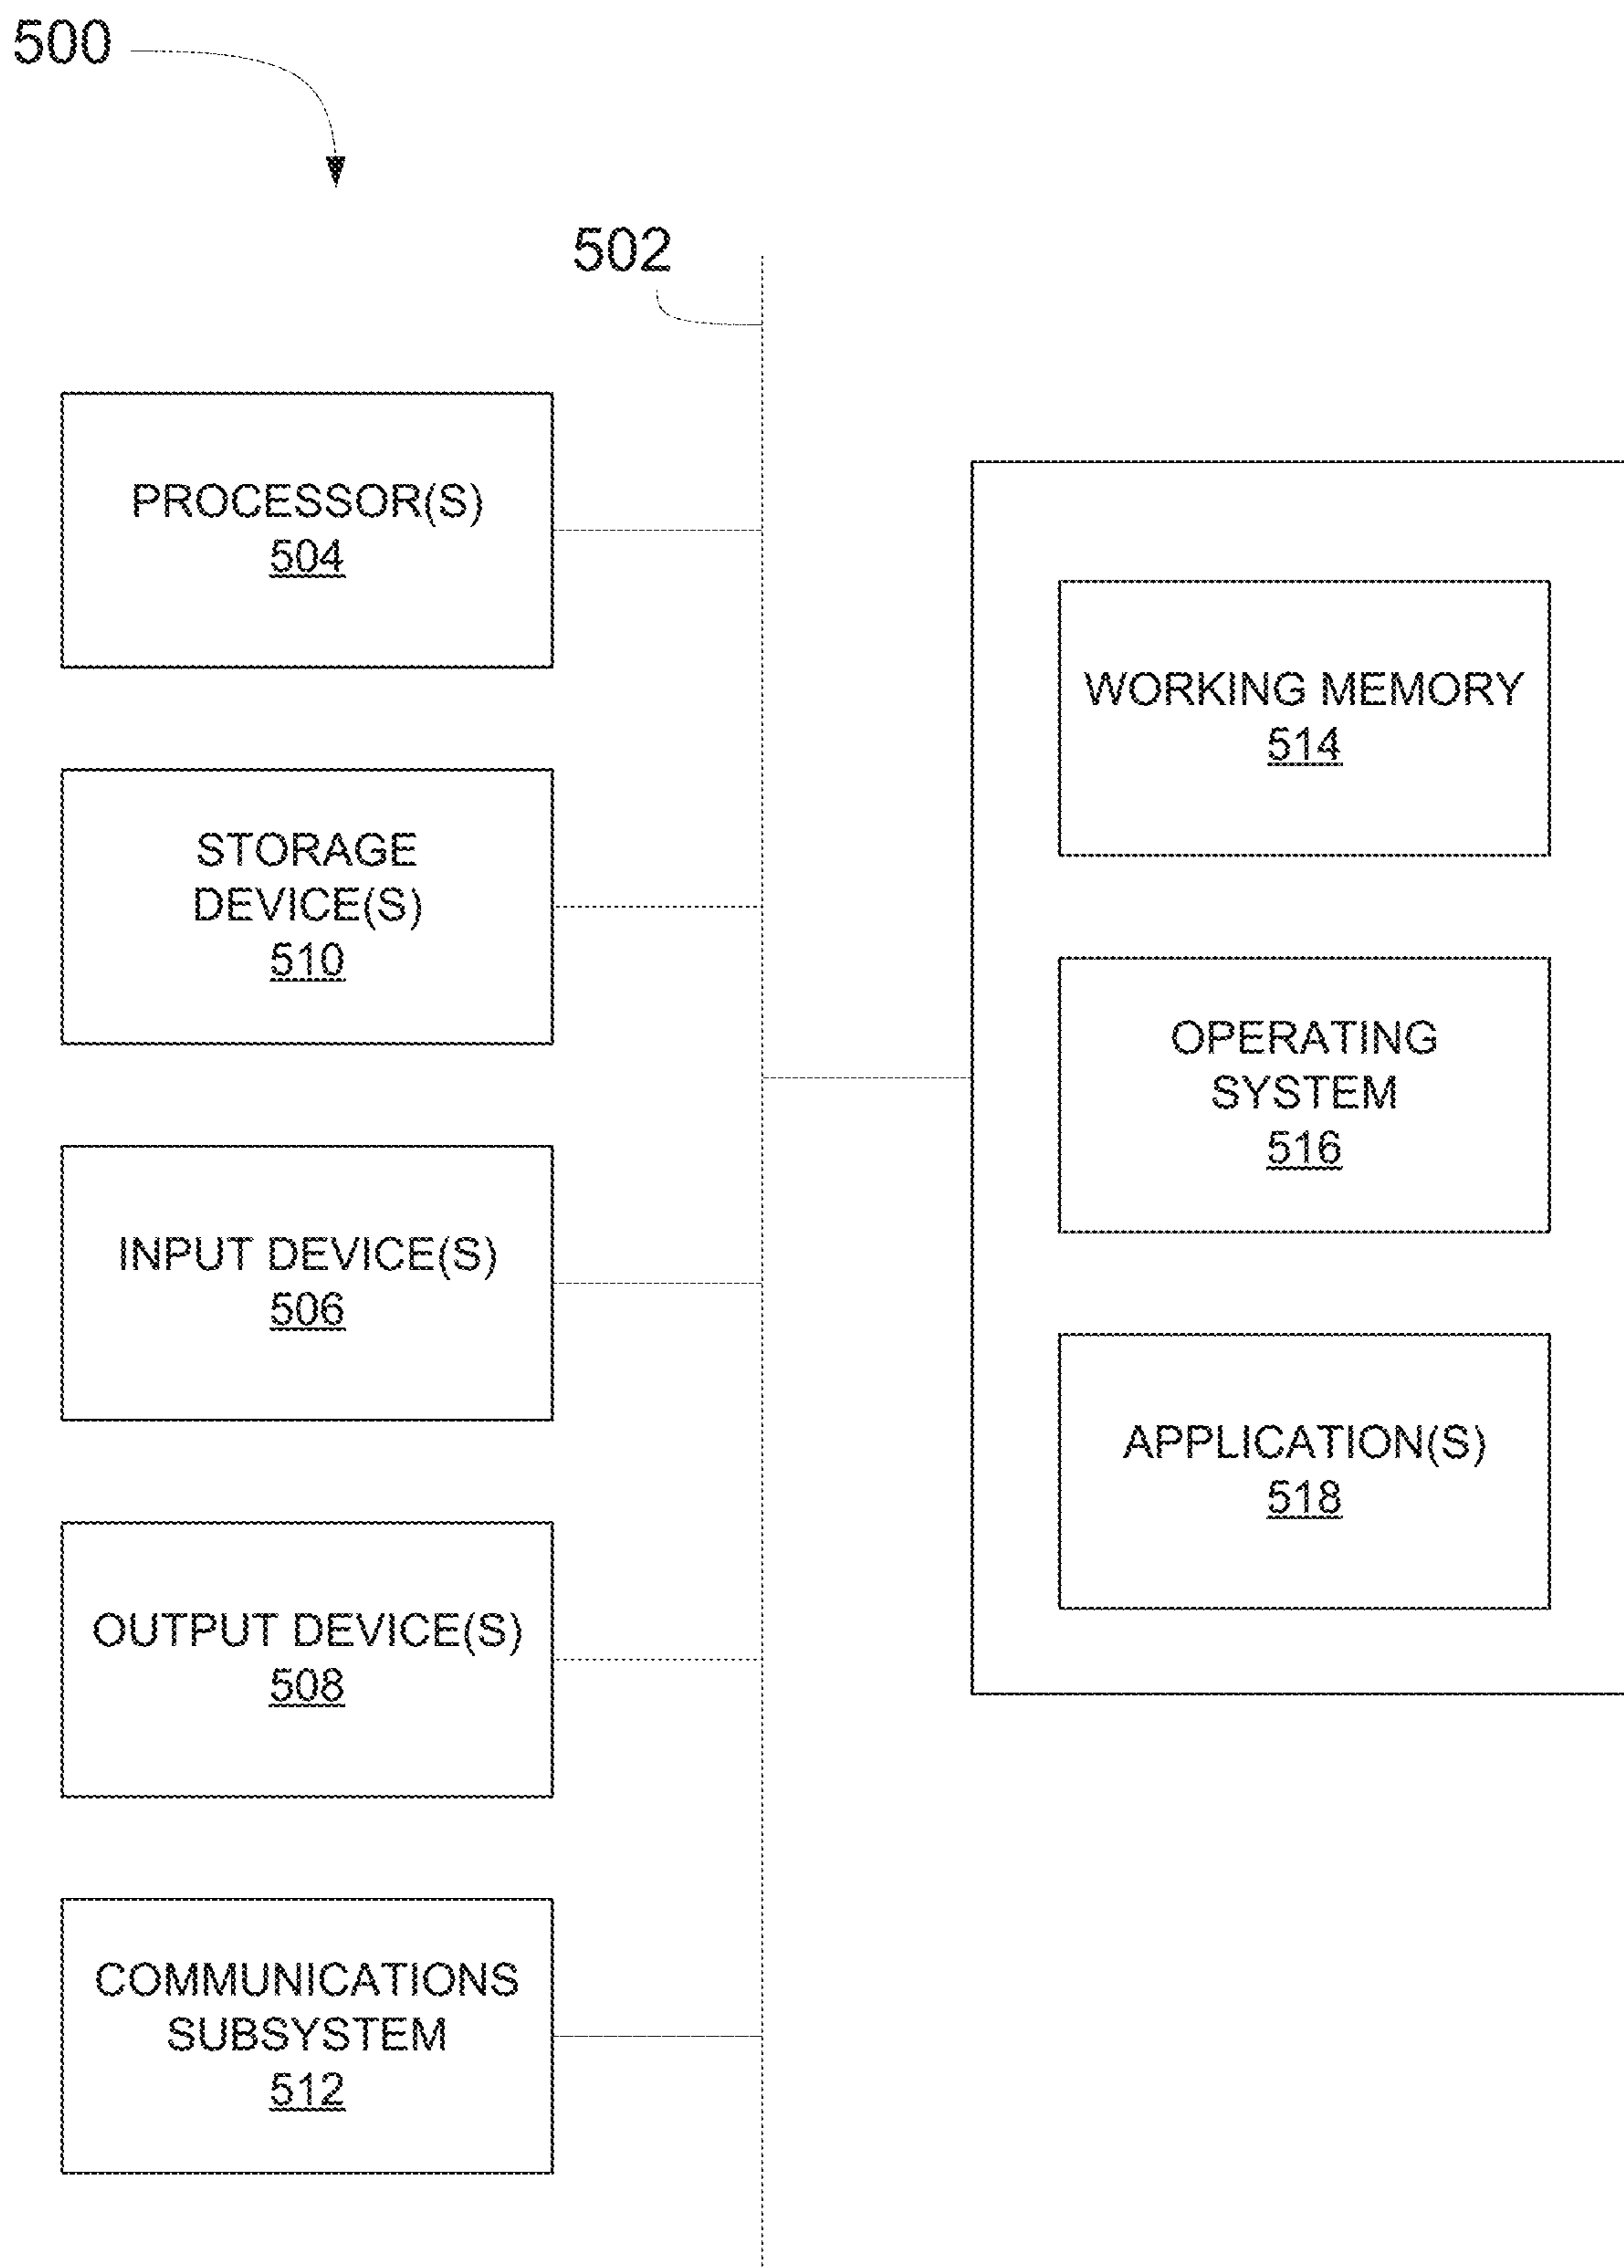 500
502
PROCESSOR(S)
504
STORAGE
DEVICE(S)
510
INPUT DEVICE(S)
506
OUTPUT DEVICE(S)
508
COMMUNICATIONS
SUBSYSTEM
512
WORKING MEMORY
514
OPERATING
SYSTEM
516
APPLICATION(S)
518